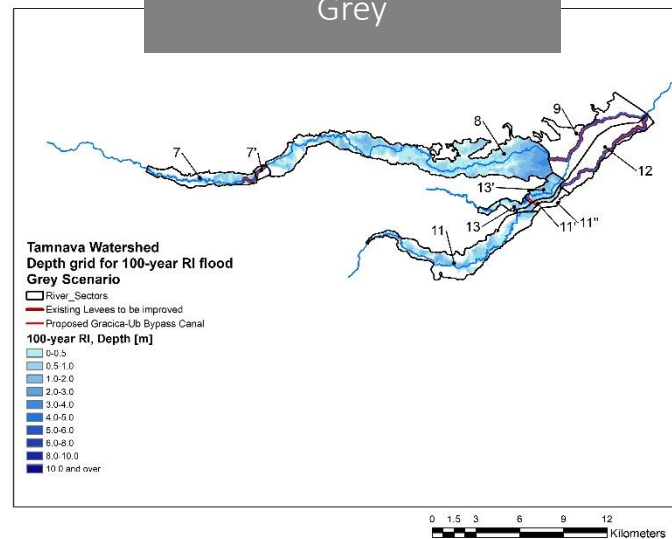 Grey
9
8
7
7'
12
13'
13
11'
11"
11
Tamnava Watershed
Depth grid for 100-year RI flood
Grey Scenario
River_Sectors
Existing Levees to be improved
Proposed Gracica-Ub Bypass Canal
100-year RI, Depth [m]
0-0.5
0.5-1.0
1.0-2.0
2.0-3.0
3.0-4.0
4.0-5.0
5.0-6.0
6.0-8.0
8.0-10.0
10.0 and over
0 1.5 3 6 9 12
Kilometers